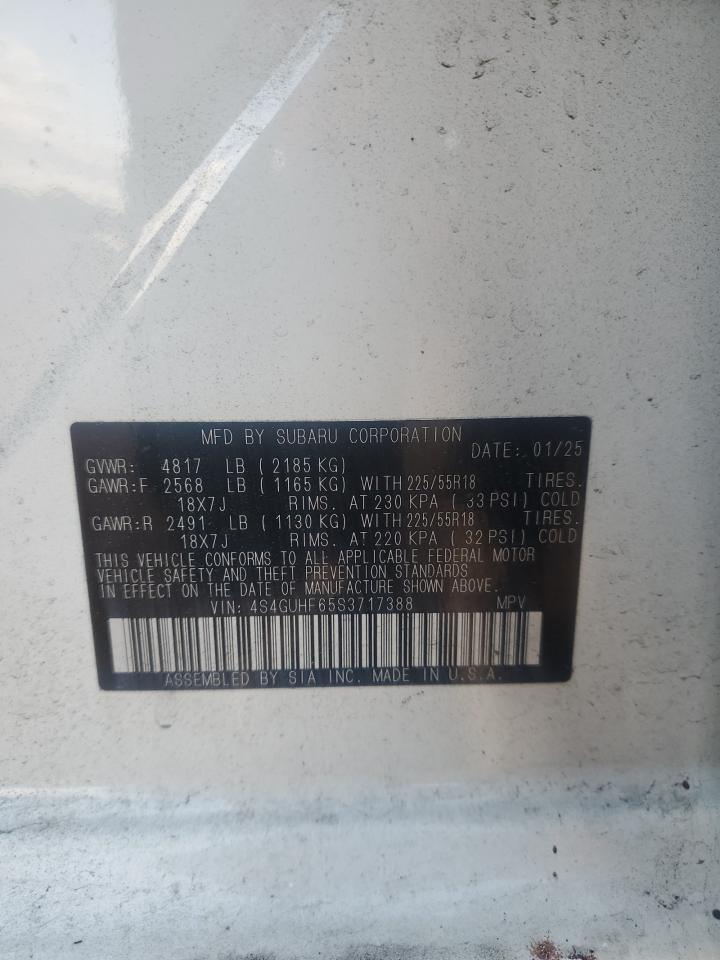 MFD BY SUBARU CORPORATION
DATE: 01/25
GVWR: 4817 LB ( 2185 KG)
GAWR:F 2568 LB ( 1165 KG) WITH 225/55R18 TIRES.
18X7J RIMS. AT 230 KPA ( 33 PSI) COLD
GAWR:R 2491 LB ( 1130 KG) WITH 225/55R18 TIRES.
18X7J RIMS. AT 220 KPA ( 32 PSI) COLD
THIS VEHICLE CONFORMS TO ALL APPLICABLE FEDERAL MOTOR
VEHICLE SAFETY AND THEFT PREVENTION STANDARDS
IN EFFECT ON THE DATE OF MANUFACTURE SHOWN ABOVE.
VIN: 4S4GUHF65S3717388 MPV
ASSEMBLED BY SIA INC. MADE IN U.S.A.